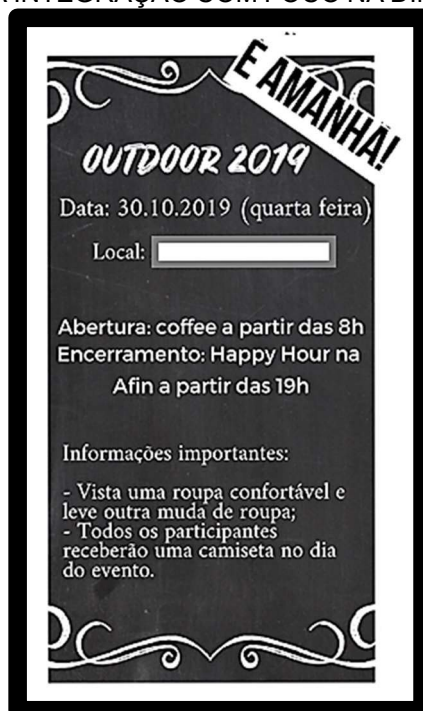 INTEGRAÇÃO COM FOCO NA
É AMANHÃ!
OUTDOOR 2019
Data: 30.10.2019 (quarta feira)
Local:
Abertura: coffee a partir das 8h
Encerramento: Happy Hour na
Afin a partir das 19h
Informações importantes:
- Vista uma roupa confortável e
leve outra muda de roupa;
- Todos os participantes
receberão uma camiseta no dia
do evento.